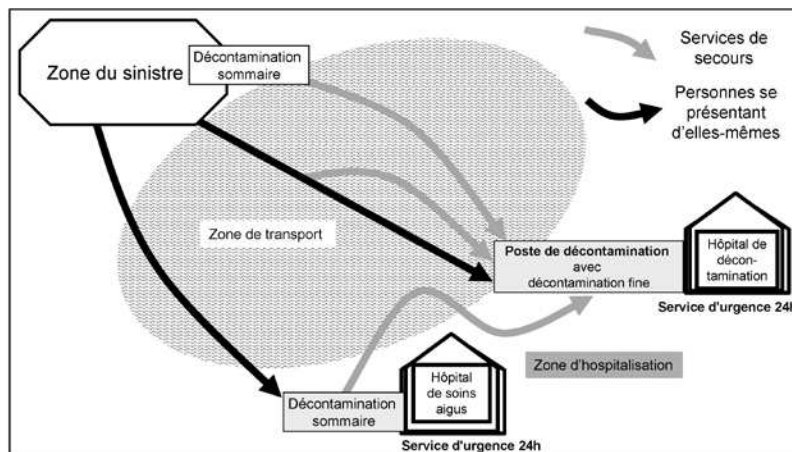 Zone du sinistre
Décontamination
sommaire
Services de
secours
Personnes se
présentant
d'elles-mêmes
Zone de transport
Poste de décontamination
avec
décontamination fine
Hôpital de
décon-
tamination
Service d'urgence 24h
Zone d'hospitalisation
Hôpital
de soins
aigus
Décontamination
sommaire
Service d'urgence 24h